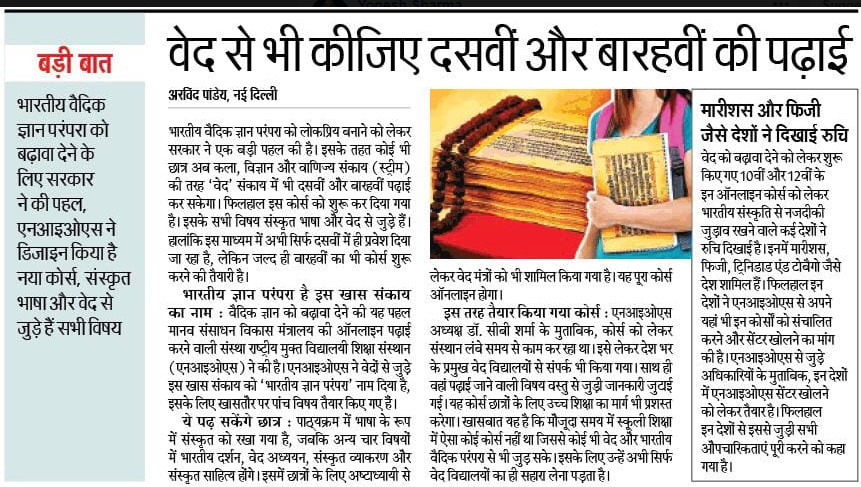 Yogesh Sharma
बड़ी बात
भारतीय वैदिक
ज्ञान परंपरा को
बढ़ावा देने के
लिए सरकार
ने की पहल,
एनआइओएस ने
डिजाइन किया है
नया कोर्स, संस्कृत
भाषा और वेद से
जुड़े हैं सभी विषय
वेद से भी कीजिए दसवीं और बारहवीं की पढ़ाई
अरविंद पांडेय, नई दिल्ली
भारतीय वैदिक ज्ञान परंपरा को लोकप्रिय बनाने को लेकर
सरकार ने एक बड़ी पहल की है। इसके तहत कोई भी
छात्र अब कला, विज्ञान और वाणिज्य संकाय (स्ट्रीम)
की तरह ‘वेद’ संकाय में भी दसवीं और बारहवीं पढ़ाई
कर सकेगा। फिलहाल इस कोर्स को शुरू कर दिया गया
है। इसके सभी विषय संस्कृत भाषा और वेद से जुड़े हैं।
हालांकि इस माध्यम में अभी सिर्फ दसवीं में ही प्रवेश दिया
जा रहा है, लेकिन जल्द ही बारहवीं का भी कोर्स शुरू
करने की तैयारी है।
भारतीय ज्ञान परंपरा है इस खास संकाय
का नाम : वैदिक ज्ञान को बढ़ावा देने की यह पहल
मानव संसाधन विकास मंत्रालय की ऑनलाइन पढ़ाई
करने वाली संस्था राष्ट्रीय मुक्त विद्यालयी शिक्षा संस्थान
(एनआइओएस) ने की है। एनआइओएस ने वेदों से जुड़े
इस खास संकाय को ‘भारतीय ज्ञान परंपरा’ नाम दिया है,
इसके लिए खासतौर पर पांच विषय तैयार किए गए हैं।
ये पढ़ सकेंगे छात्र : पाठ्यक्रम में भाषा के रूप
में संस्कृत को रखा गया है, जबकि अन्य चार विषयों
में भारतीय दर्शन, वेद अध्ययन, संस्कृत व्याकरण और
संस्कृत साहित्य होंगे। इसमें छात्रों के लिए अष्टाध्यायी से
लेकर वेद मंत्रों को भी शामिल किया गया है। यह पूरा कोर्स
ऑनलाइन होगा।
इस तरह तैयार किया गया कोर्स : एनआइओएस
अध्यक्ष डॉ. सीबी शर्मा के मुताबिक, कोर्स को लेकर
संस्थान लंबे समय से काम कर रहा था। इसे लेकर देश भर
के प्रमुख वेद विद्यालयों से संपर्क भी किया गया। साथ ही
वहां पढ़ाई जाने वाली विषय वस्तु से जुड़ी जानकारी जुटाई
गई। यह कोर्स छात्रों के लिए उच्च शिक्षा का मार्ग भी प्रशस्त
करेगा। खासबात यह है कि मौजूदा समय में स्कूली शिक्षा
में ऐसा कोई कोर्स नहीं था जिससे कोई भी वेद और भारतीय
वैदिक परंपरा से भी जुड़ सके। इसके लिए उन्हें अभी सिर्फ
वेद विद्यालयों का ही सहारा लेना पड़ता है।
मारीशस और फिजी
जैसे देशों ने दिखाई रुचि
वेद को बढ़ावा देने को लेकर शुरू
किए गए 10वीं और 12वीं के
इन ऑनलाइन कोर्स को लेकर
भारतीय संस्कृति से नजदीकी
जुड़ाव रखने वाले कई देशों ने
रुचि दिखाई है। इनमें मारीशस,
फिजी, ट्रिनिडाड एंड टोबैगो जैसे
देश शामिल हैं। फिलहाल इन
देशों ने एनआइओएस से अपने
यहां भी इन कोर्सों को संचालित
करने और सेंटर खोलने का मांग
की है। एनआइओएस से जुड़े
अधिकारियों के मुताबिक, इन देशों
में एनआइओएस सेंटर खोलने
को लेकर तैयार है। फिलहाल
इन देशों से इससे जुड़ी सभी
औपचारिकताएं पूरी करने को कहा
गया है।